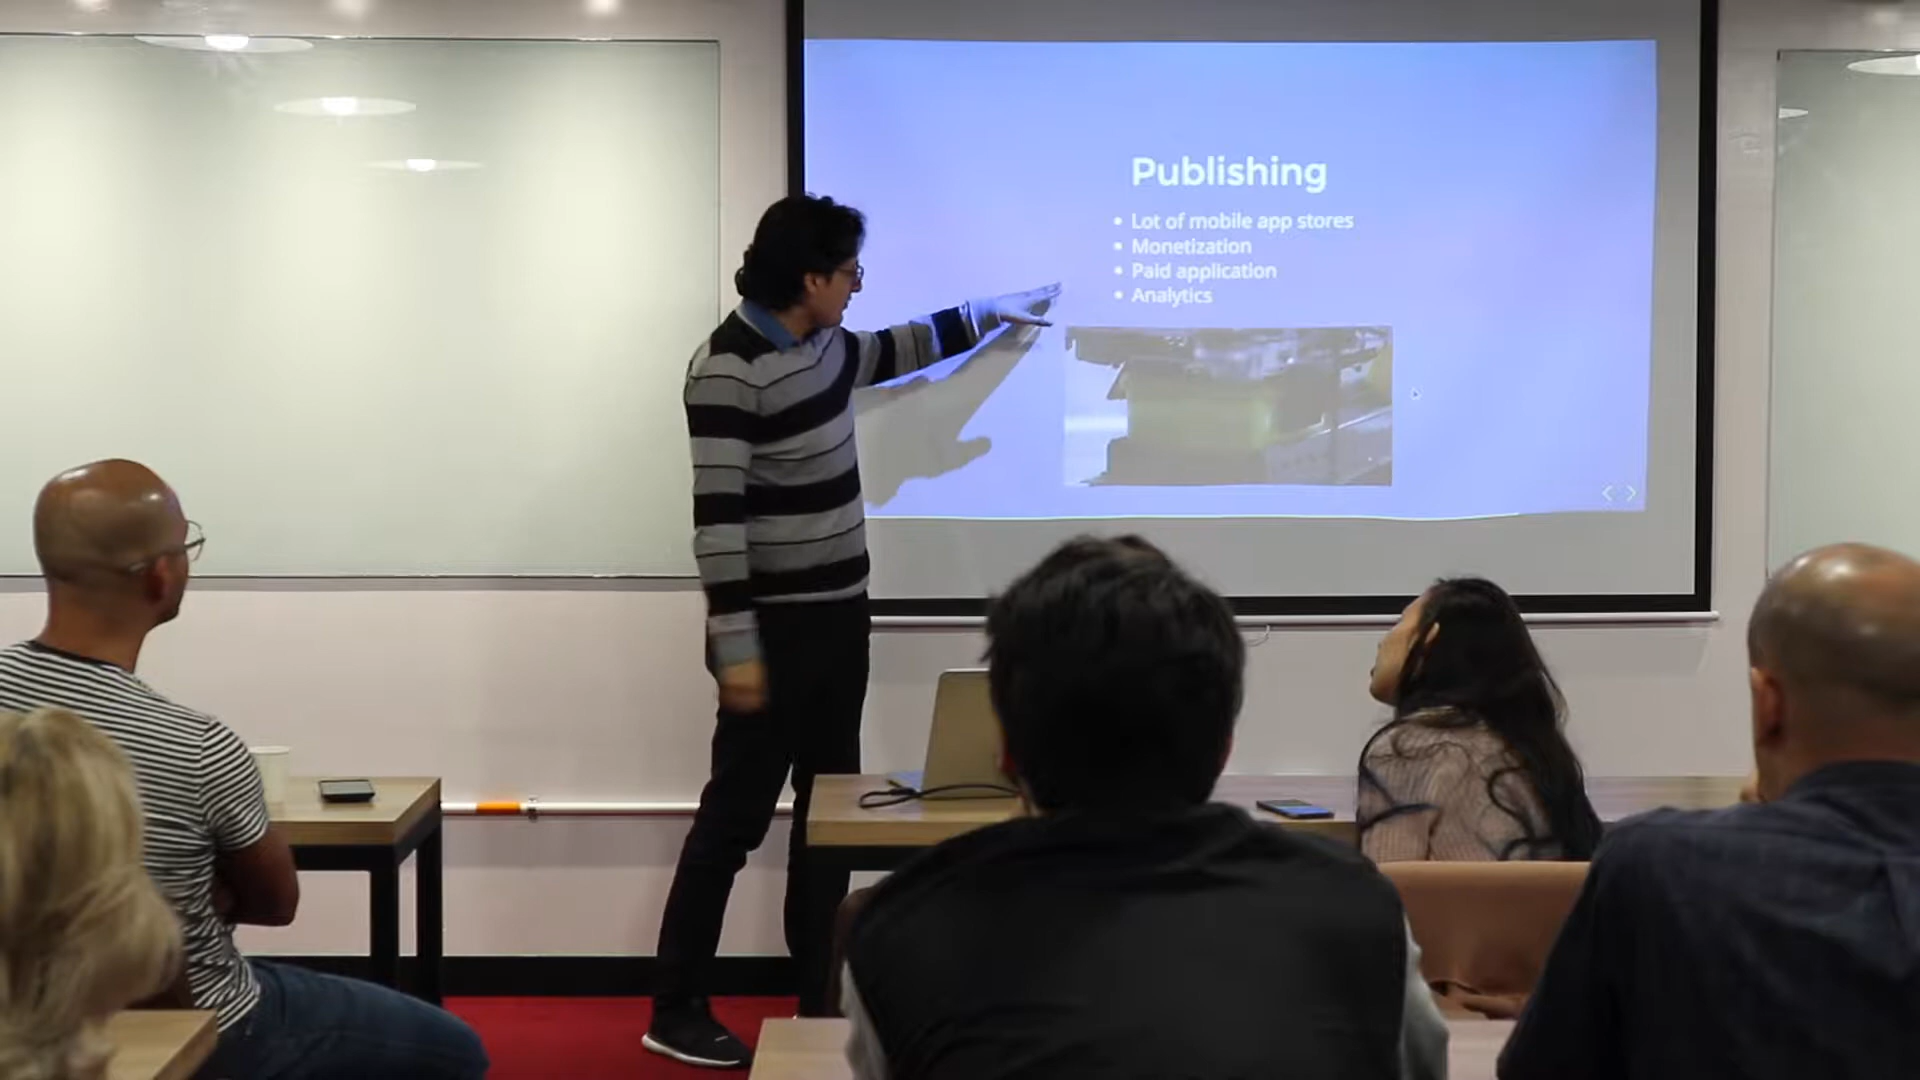 Publishing
• Lot of mobile app stores
• Monetization
• Paid application
• Analytics